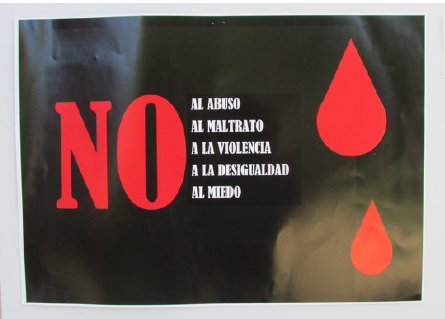 NO
AL ABUSO
AL MALTRATO
A LA VIOLENCIA
A LA DESIGUALDAD
AL MIEDO